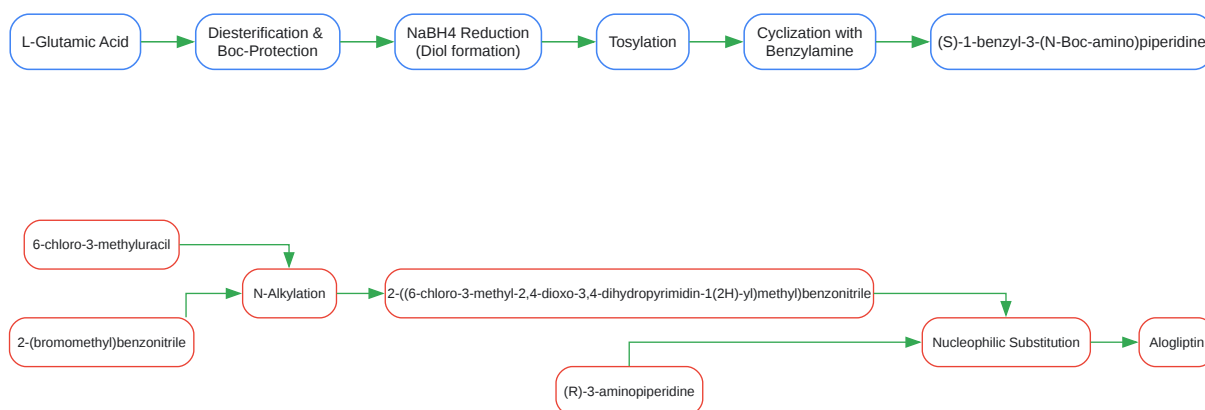 L-Glutamic Acid
Diesterification &
Boc-Protection
NaBH4 Reduction
(Diol formation)
Tosylation
Cyclization with
Benzylamine
(S)-1-benzyl-3-(N-Boc-amino)piperidine
6-chloro-3-methyluracil
2-(bromomethyl)benzonitrile
N-Alkylation
2-((6-chloro-3-methyl-2,4-dioxo-3,4-dihydropyrimidin-1(2H)-yl)methyl)benzonitrile
(R)-3-aminopiperidine
Nucleophilic Substitution
Alogliptin